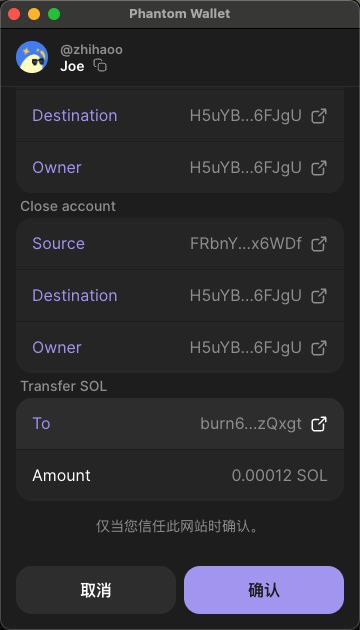 Phantom Wallet
@zhihaoo
Joe
Destination H5uYB...6FJgU
Owner H5uYB...6FJgU
Close account
Source FRbnY...x6WDf
Destination H5uYB...6FJgU
Owner H5uYB...6FJgU
Transfer SOL
To burn6...zQxgt
Amount 0.00012 SOL
仅当您信任此网站时确认。
取消 确认